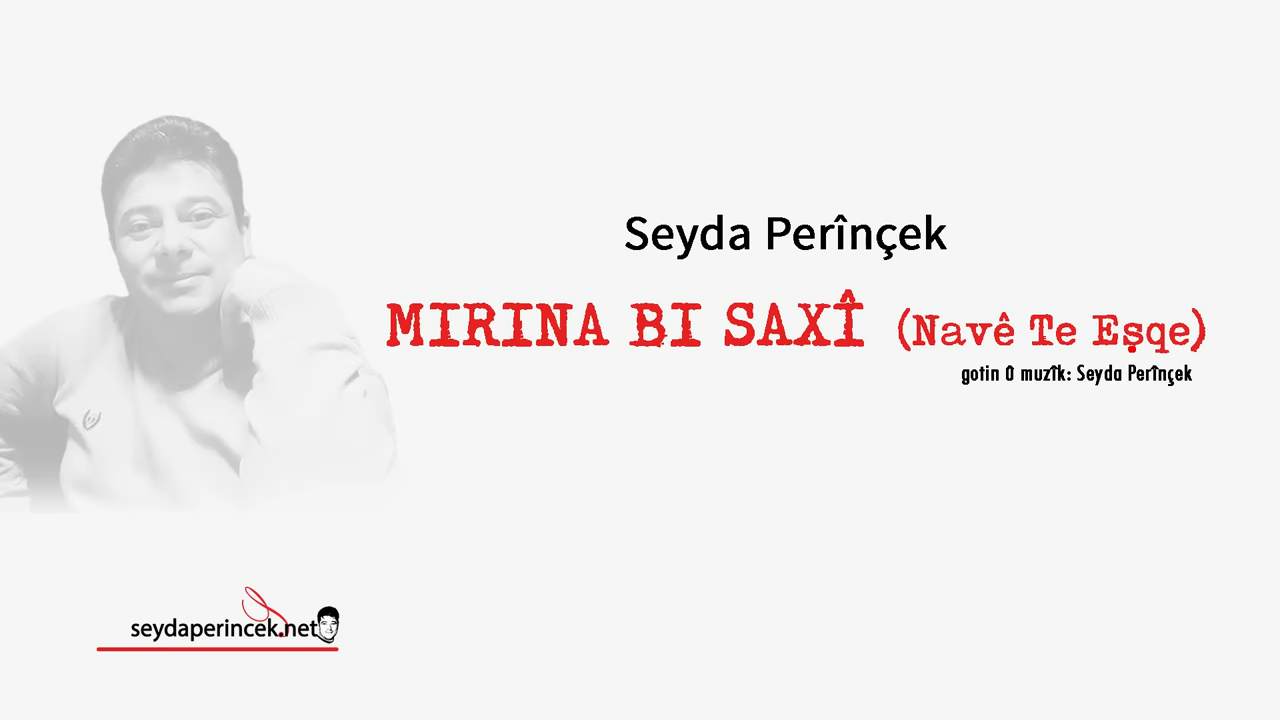 Seyda Perînçek
MIRINA BI SAXÎ (Navê Te Eşqe)
gotin û muzîk: Seyda Perînçek
seydaperincek.net